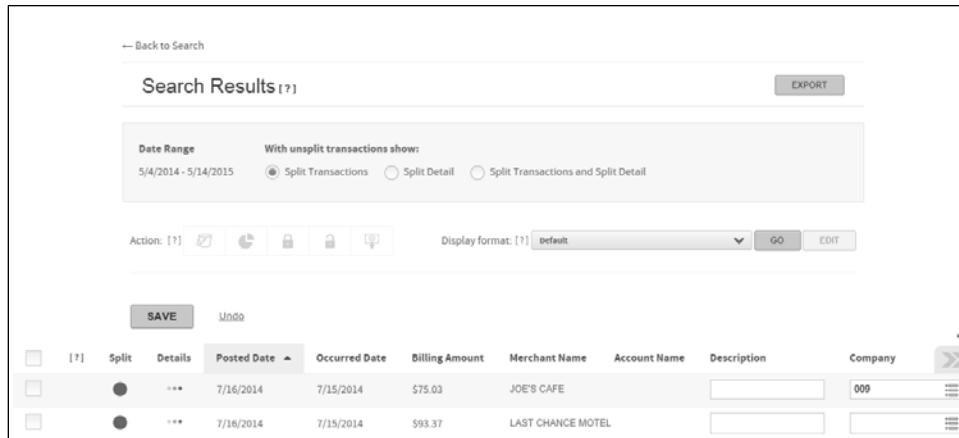 ← Back to Search
Search Results [?]
EXPORT
Date Range
With unsplit transactions show:
5/4/2014 - 5/14/2015
Split Transactions
Split Detail
Split Transactions and Split Detail
Action: [?]
Display format: [?] Default
GO
EDIT
SAVE
Undo
[?] Split Details Posted Date Occurred Date Billing Amount Merchant Name Account Name Description Company
7/16/2014 7/15/2014 $75.03 JOE'S CAFE 009
7/16/2014 7/15/2014 $93.37 LAST CHANCE MOTEL